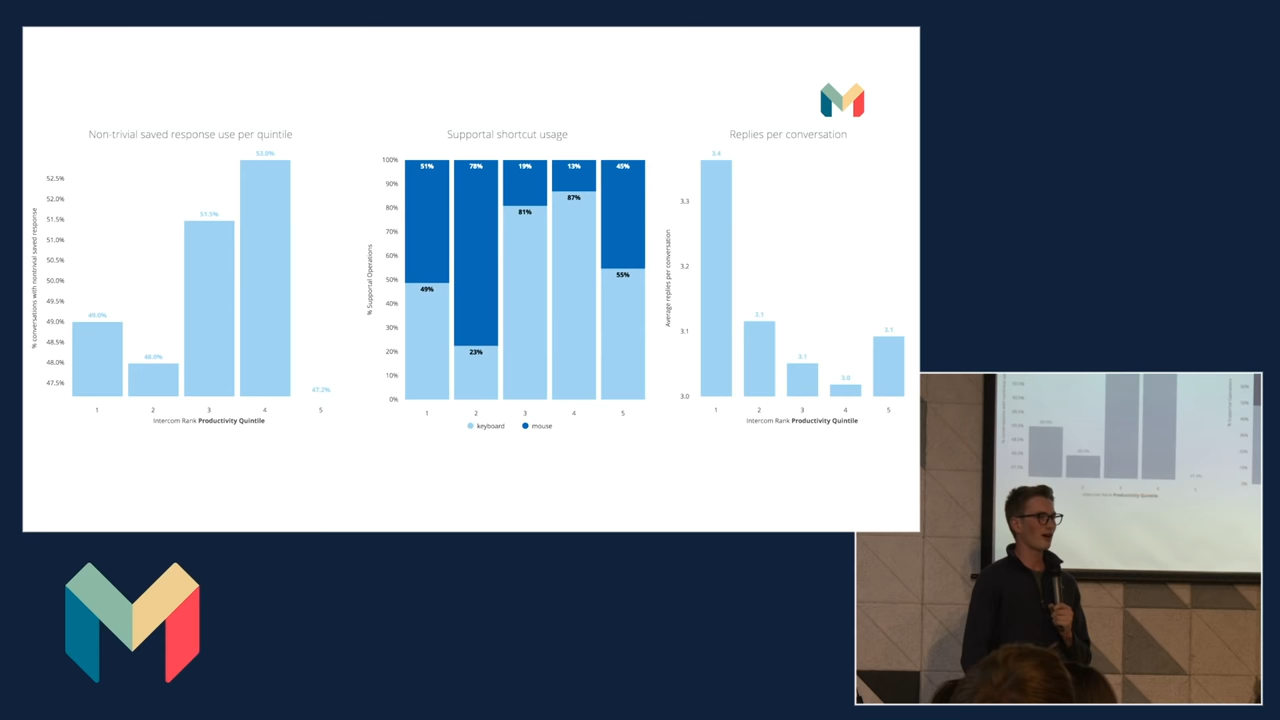 Non-trivial saved response use per quintile
% conversations with nontrivial saved response
52.5%
52.0%
51.5%
51.0%
50.5%
50.0%
49.5%
49.0%
48.5%
48.0%
47.5%
49.0%
48.0%
51.5%
53.0%
47.2%
1 2 3 4 5
Intercom Rank Productivity Quintile
Supportal shortcut usage
% Supportal Operations
100%
90%
80%
70%
60%
50%
40%
30%
20%
10%
0%
51% 78% 19% 13% 45%
49% 23% 81% 87% 55%
1 2 3 4 5
keyboard mouse
Replies per conversation
Average replies per conversation
3.3
3.2
3.1
3.0
3.4 3.1 3.1 3.0 3.1
1 2 3 4 5
Intercom Rank Productivity Quintile
Intercom Rank Productivity Quintile